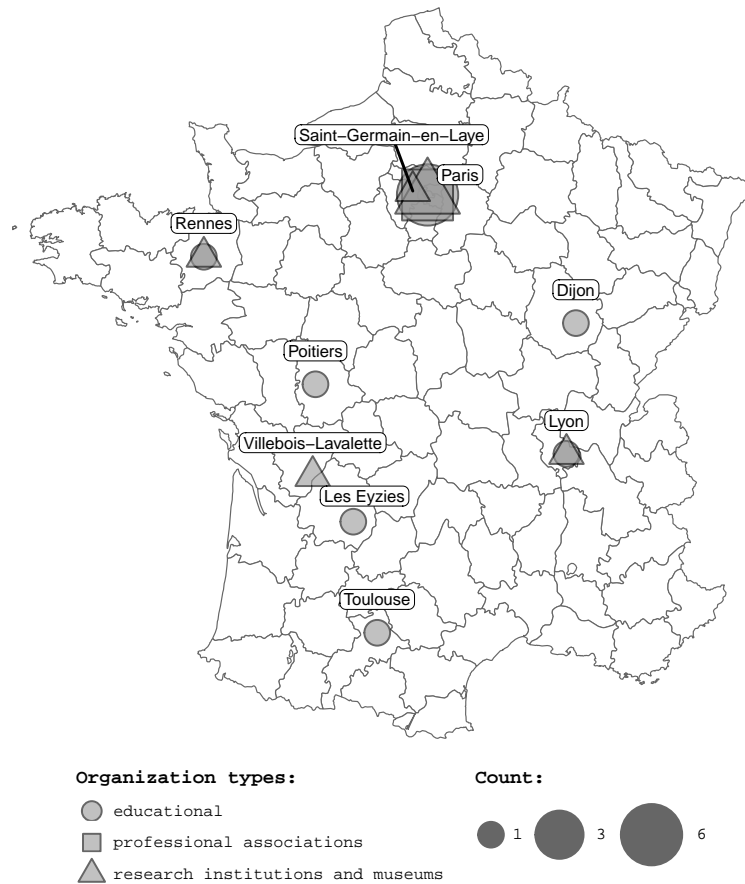 Saint−Germain−en−Laye
Paris
Rennes
Dijon
Poitiers
Lyon
Villebois−Lavalette
Les Eyzies
Toulouse
Organization types:
educational
professional associations
research institutions and museums
Count:
1 3 6